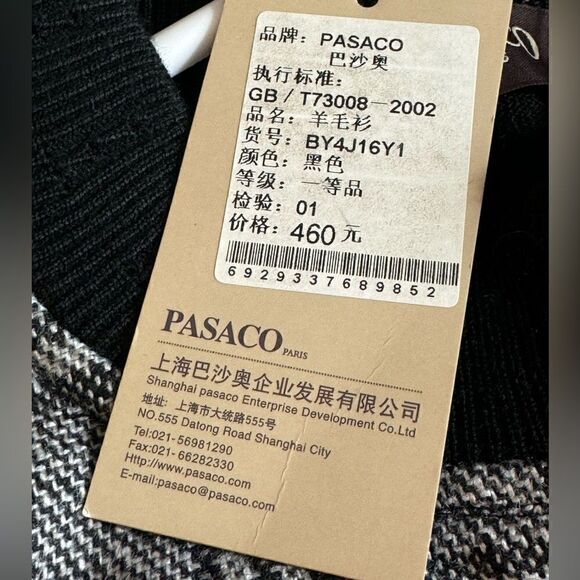 品牌: PASACO
巴沙奥
执行标准:
GB/T73008-2002
品名: 羊毛衫
货号: BY4J16Y1
颜色: 黑色
等级: 一等品
检验: 01
价格: 460元
6929337689852
PASACO
PARIS
上海巴沙奥企业发展有限公司
Shanghai pasaco Enterprise Development Co.Ltd
地址: 上海市大统路555号
NO.555 Datong Road Shanghai City
Tel:021-56981290
Fax:021-66282330
Http://www.pasaco.com
E-mail:pasaco@pasaco.com